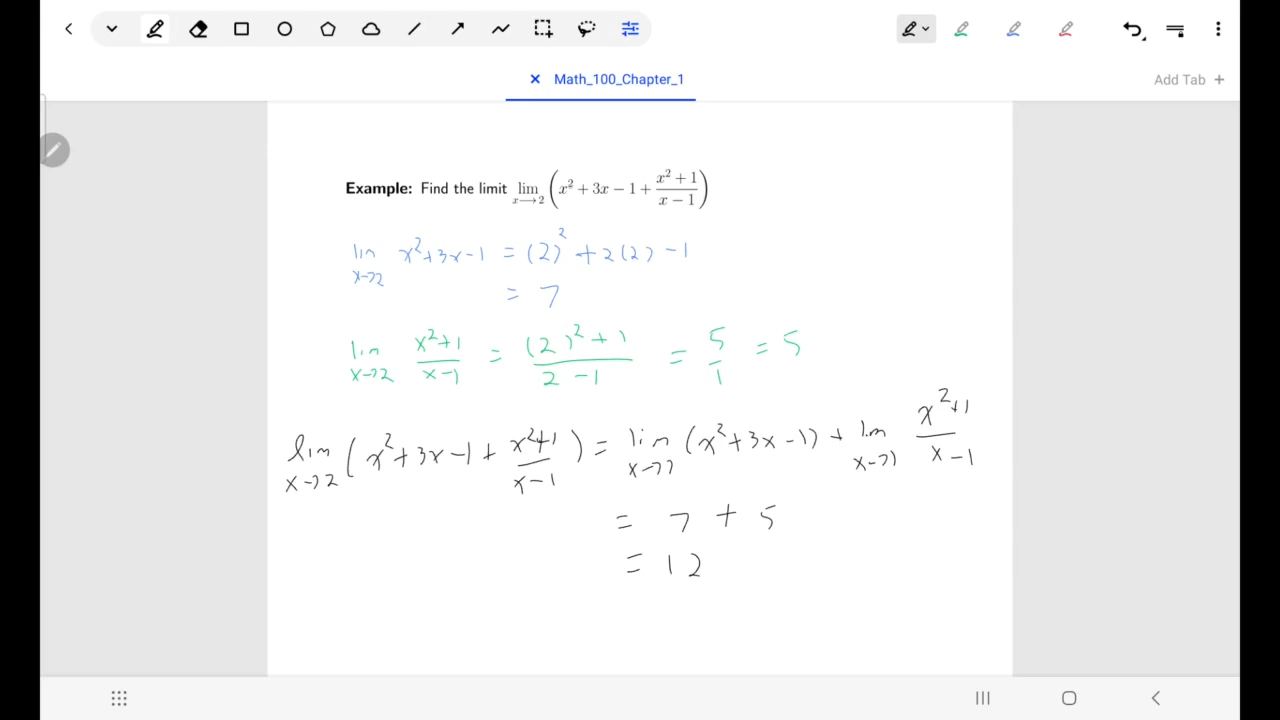 Math_100_Chapter_1
Add Tab
Example: Find the limit lim x→2 (x² + 3x − 1 + (x² + 1)/(x − 1))
lim x→2 x²+3x−1 = (2)² + 2(2) −1
= 7
lim x→2 (x²+1)/(x−1) = ((2)²+1)/(2−1) = 5/1 = 5
lim x→2 (x²+3x−1 + (x²+1)/(x−1)) = lim x→2 (x²+3x−1) + lim x→2 (x²+1)/(x−1)
= 7 + 5
= 12